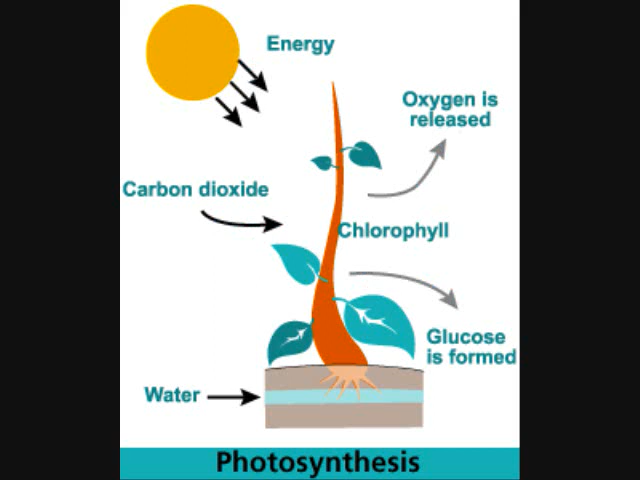 Energy
Oxygen is
released
Carbon dioxide
Chlorophyll
Glucose
is formed
Water
Photosynthesis